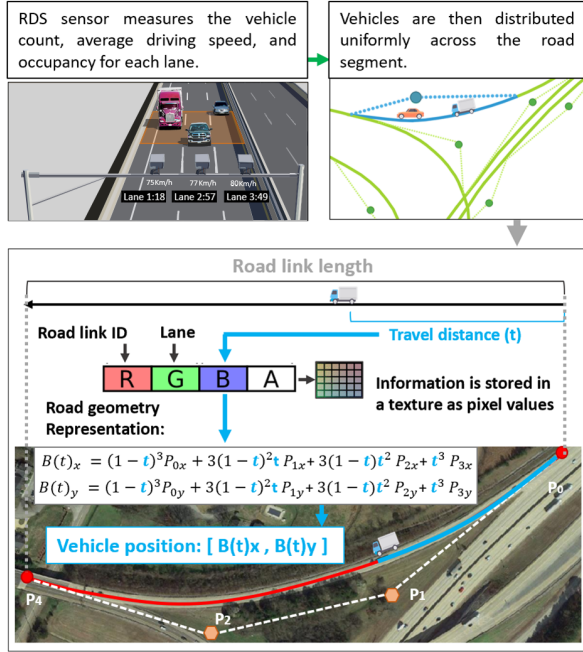 RDS sensor measures the vehicle
count, average driving speed, and
occupancy for each lane.
Vehicles are then distributed
uniformly across the road
segment.
75Km/h 77Km/h 80Km/h
Lane 1:18 Lane 2:57 Lane 3:49
Road link length
Road link ID Lane Travel distance (t)
R G B A
Information is stored in
a texture as pixel values
Road geometry
Representation:
B(t)ₓ = (1 − t)³P₀ₓ + 3(1 − t)²t P₁ₓ+ 3(1 − t)t² P₂ₓ+ t³ P₃ₓ
B(t)y = (1 − t)³P₀y + 3(1 − t)²t P₁y+ 3(1 − t)t² P₂y+ t³ P₃y
P₀
Vehicle position: [ B(t)x , B(t)y ]
P₄
P₁
P₂